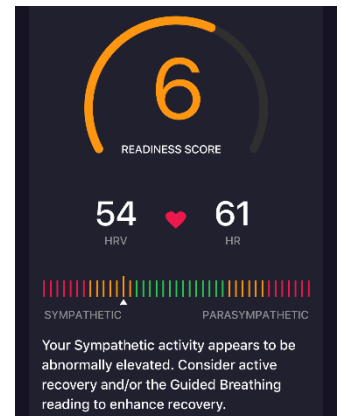 6
READINESS SCORE
54 61
HRV HR
SYMPATHETIC PARASYMPATHETIC
Your Sympathetic activity appears to be
abnormally elevated. Consider active
recovery and/or the Guided Breathing
reading to enhance recovery.